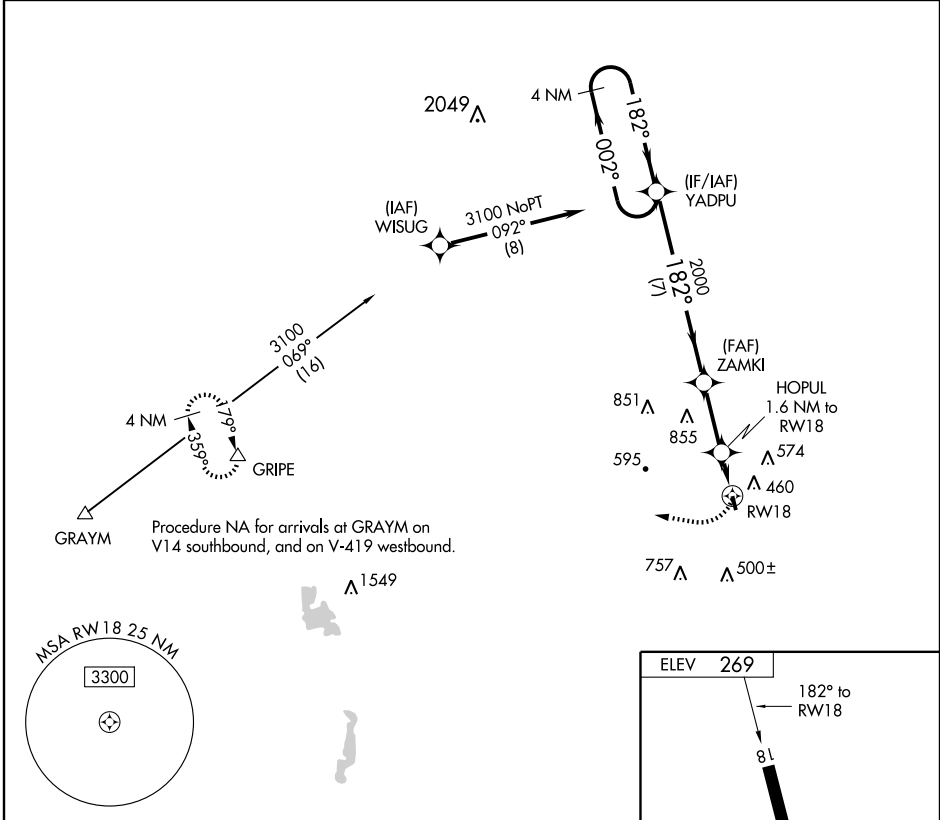 2049
4 NM
182°
002°
(IF/IAF)
YADPU
(IAF)
WISUG
3100 NoPT
092°
(8)
2000
182°
(7)
3100
069°
(16)
(FAF)
ZAMKI
HOPUL
1.6 NM to
RW18
851
855
574
595
460
RW18
4 NM
179°
359°
GRIPE
GRAYM
Procedure NA for arrivals at GRAYM on
V14 southbound, and on V-419 westbound.
757
500±
1549
MSA RW18 25 NM
3300
ELEV 269
182° to
RW18
18